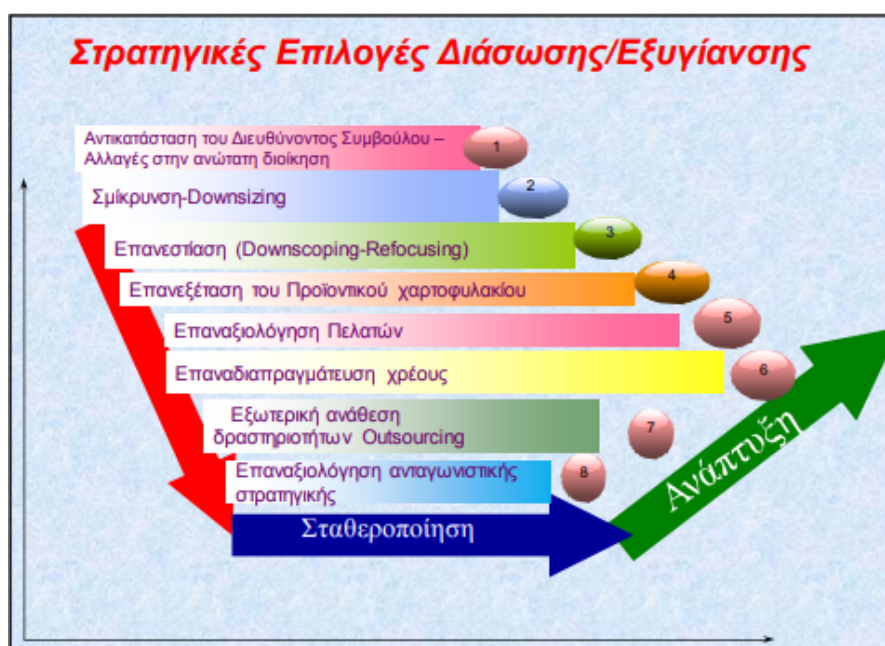 Στρατηγικές Επιλογές Διάσωσης/Εξυγίανσης
Αντικατάσταση του Διευθύνοντος Συμβούλου –
Αλλαγές στην ανώτατη διοίκηση
1
Σμίκρυνση-Downsizing
2
Επανεστίαση (Downscoping-Refocusing)
3
Επανεξέταση του Προϊοντικού χαρτοφυλακίου
4
Επαναξιολόγηση Πελατών
5
Επαναδιαπραγμάτευση χρέους
6
Εξωτερική ανάθεση
δραστηριοτήτων Outsourcing
7
Επαναξιολόγηση ανταγωνιστικής
στρατηγικής
8
Σταθεροποίηση
Ανάπτυξη